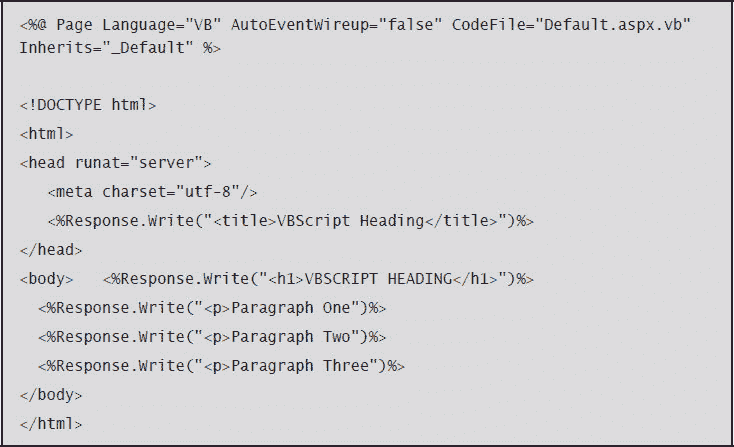 <%@ Page Language="VB" AutoEventWireup="false" CodeFile="Default.aspx.vb"
Inherits="_Default" %>
<!DOCTYPE html>
<html>
<head runat="server">
<meta charset="utf-8"/>
<%Response.Write("<title>VBScript Heading</title>")%>
</head>
<body>   <%Response.Write("<h1>VBSCRIPT HEADING</h1>")%>
<%Response.Write("<p>Paragraph One")%>
<%Response.Write("<p>Paragraph Two")%>
<%Response.Write("<p>Paragraph Three")%>
</body>
</html>